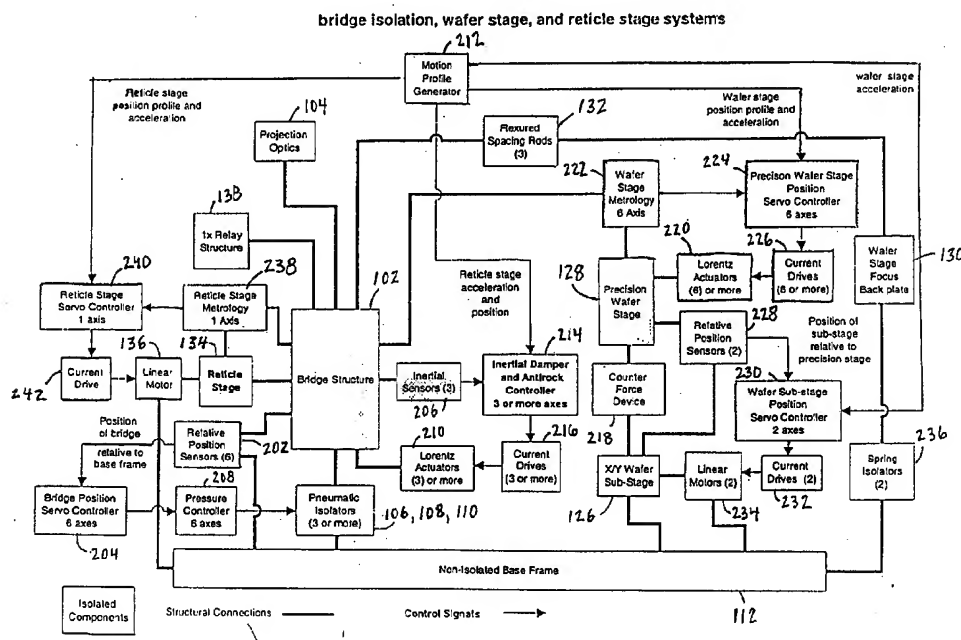 bridge isolation, wafer stage, and reticle stage systems
212
Motion
Profile
Generator
Reticle stage
position profile and
acceleration
wafer stage
acceleration
Wafer stage
position profile and
acceleration
104
Projection
Optics
132
Flexured
Spacing Rods
(3)
222
Wafer
Stage
Metrology
6 Axis
224
Precison Wafer Stage
Position
Servo Controller
6 axes
138
1x Relay
Structure
220
Lorentz
Actuators
(6) or more
226
Current
Drives
(6 or more)
Wafer
Stage
Focus
Back plate
130
240
Reticle Stage
Servo Controller
1 axis
238
Reticle Stage
Metrology
1 Axis
102
Reticle stage
acceleration
and
position
128
Precision
Wafer
Stage
228
Relative
Position
Sensors (2)
Position of
sub-stage
relative to
precision stage
242
Current
Drive
136
Linear
Motor
134
Reticle
Stage
Bridge Structure
Inertial
Sensors (3)
206
214
Inertial Damper
and Antirock
Controller
3 or more axes
Counter
Force
Device
218
230
Wafer Sub-stage
Position
Servo Controller
2 axes
Position
of bridge
relative to
base frame
Relative
Position
Sensors (6)
202
210
Lorentz
Actuators
(3) or more
216
Current
Drives
(3 or more)
X/Y Wafer
Sub-Stage
126
Linear
Motors (2)
234
Current
Drives (2)
232
Spring
Isolators
(2)
236
Bridge Position
Servo Controller
6 axes
204
208
Pressure
Controller
6 axes
Pneumatic
Isolators
(3 or more)
106, 108, 110
Non-Isolated Base Frame
112
Isolated
Components
Structural Connections
Control Signals